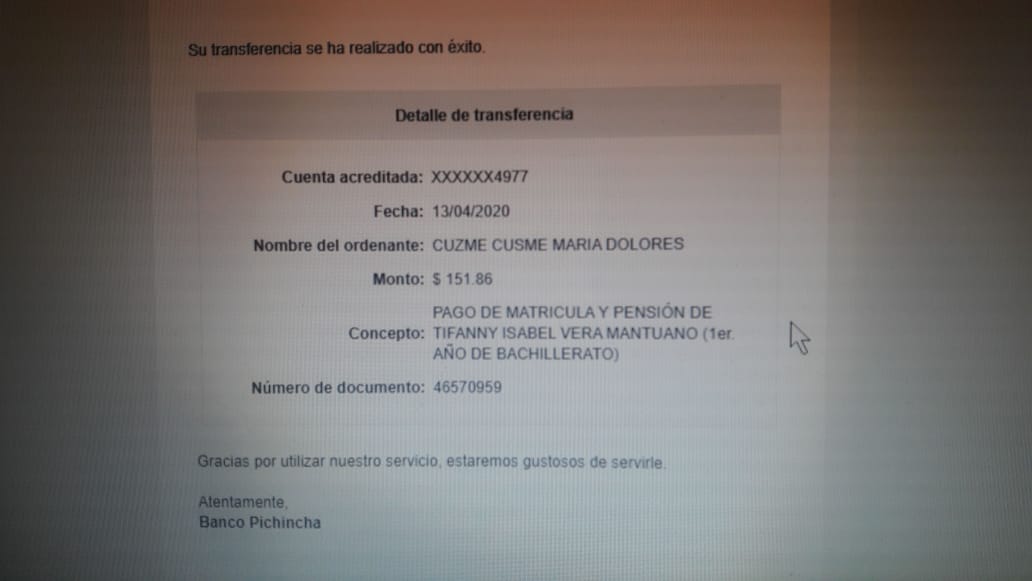 Su transferencia se ha realizado con éxito.
Detalle de transferencia
Cuenta acreditada: XXXXXX4977
Fecha: 13/04/2020
Nombre del ordenante: CUZME CUSME MARIA DOLORES
Monto: $ 151.86
PAGO DE MATRICULA Y PENSIÓN DE
Concepto: TIFANNY ISABEL VERA MANTUANO (1er.
AÑO DE BACHILLERATO)
Número de documento: 46570959
Gracias por utilizar nuestro servicio, estaremos gustosos de servirle.
Atentamente,
Banco Pichincha